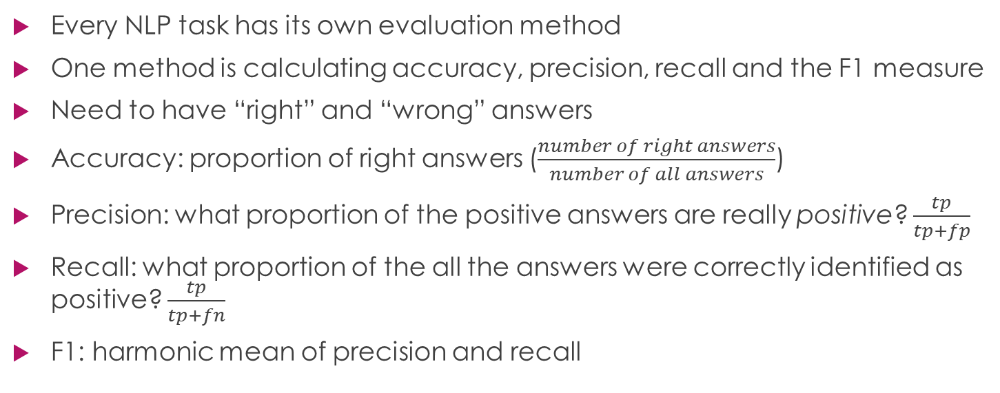 ▶ Every NLP task has its own evaluation method
▶ One method is calculating accuracy, precision, recall and the F1 measure
▶ Need to have “right” and “wrong” answers
▶ Accuracy: proportion of right answers (number of right answers / number of all answers)
▶ Precision: what proportion of the positive answers are really positive? tp / tp+fp
▶ Recall: what proportion of the all the answers were correctly identified as
positive? tp / tp+fn
▶ F1: harmonic mean of precision and recall